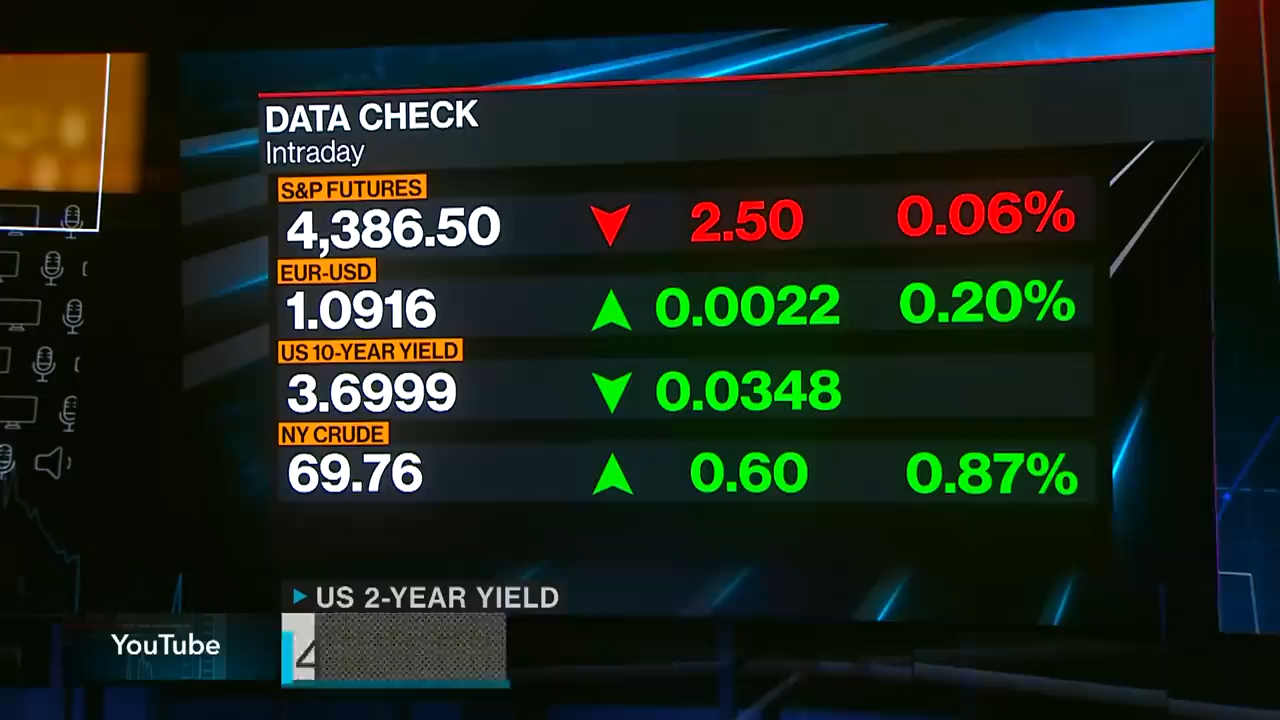 DATA CHECK
Intraday
S&P FUTURES
4,386.50 ▼ 2.50 0.06%
EUR-USD
1.0916 ▲ 0.0022 0.20%
US 10-YEAR YIELD
3.6999 ▼ 0.0348
NY CRUDE
69.76 ▲ 0.60 0.87%
US 2-YEAR YIELD
YouTube
4